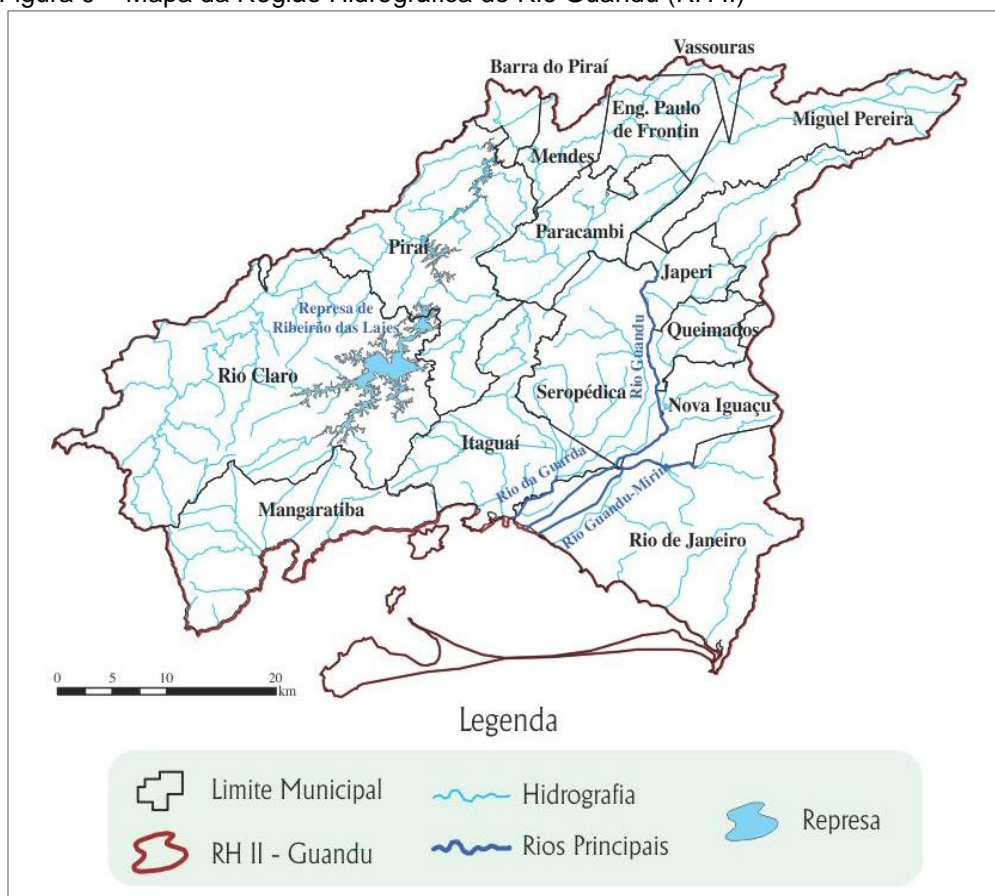 Figura 6 – Mapa da Região Hidrográfica do Rio Guandu (RH II)
Vassouras
Barra do Piraí
Eng. Paulo
de Frontin
Miguel Pereira
Mendes
Paracambi
Piraí
Japeri
Represa de
Ribeirão das Lajes
Queimados
Rio Guandu
Rio Claro
Seropédica
Nova Iguaçu
Itaguaí
Rio da Guarda
Rio Guandu-Mirim
Mangaratiba
Rio de Janeiro
0 5 10 20
km
Legenda
Limite Municipal
Hidrografia
Represa
RH II - Guandu
Rios Principais